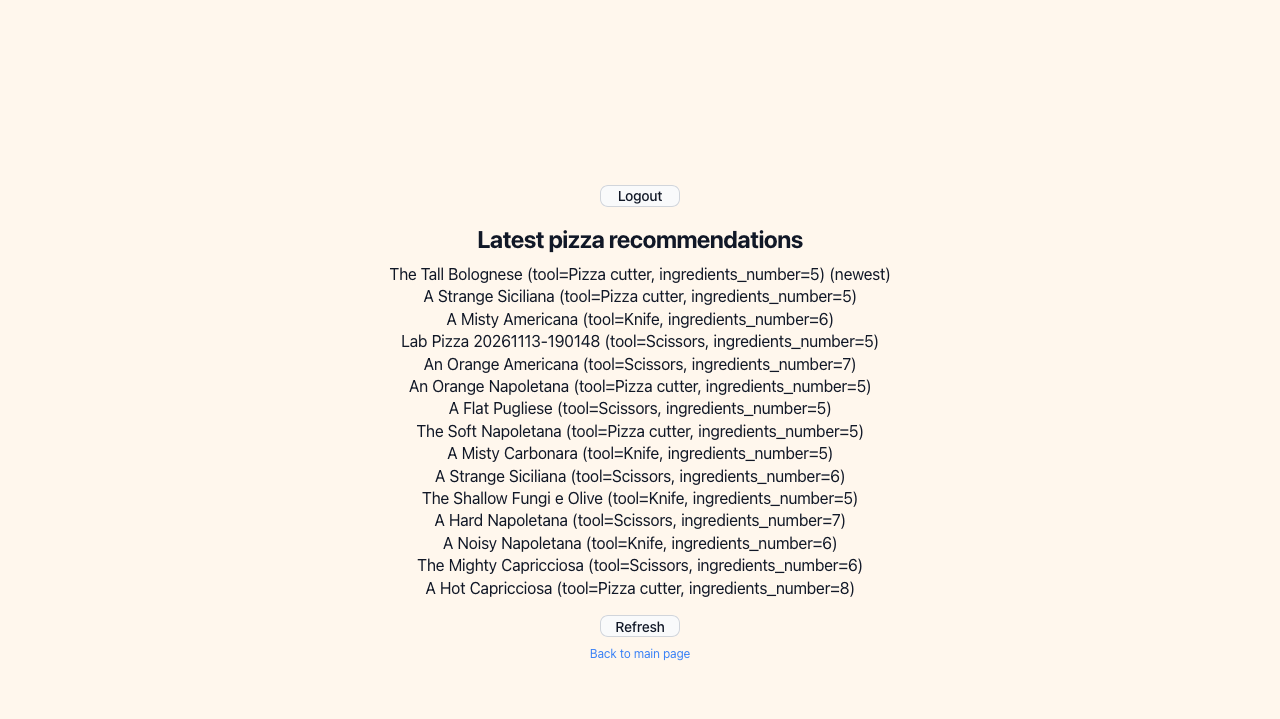 Logout
Latest pizza recommendations
The Tall Bolognese (tool=Pizza cutter, ingredients_number=5) (newest)
A Strange Siciliana (tool=Pizza cutter, ingredients_number=5)
A Misty Americana (tool=Knife, ingredients_number=6)
Lab Pizza 20261113-190148 (tool=Scissors, ingredients_number=5)
An Orange Americana (tool=Scissors, ingredients_number=7)
An Orange Napoletana (tool=Pizza cutter, ingredients_number=5)
A Flat Pugliese (tool=Scissors, ingredients_number=5)
The Soft Napoletana (tool=Pizza cutter, ingredients_number=5)
A Misty Carbonara (tool=Knife, ingredients_number=5)
A Strange Siciliana (tool=Scissors, ingredients_number=6)
The Shallow Fungi e Olive (tool=Knife, ingredients_number=5)
A Hard Napoletana (tool=Scissors, ingredients_number=7)
A Noisy Napoletana (tool=Knife, ingredients_number=6)
The Mighty Capricciosa (tool=Scissors, ingredients_number=6)
A Hot Capricciosa (tool=Pizza cutter, ingredients_number=8)
Refresh
Back to main page